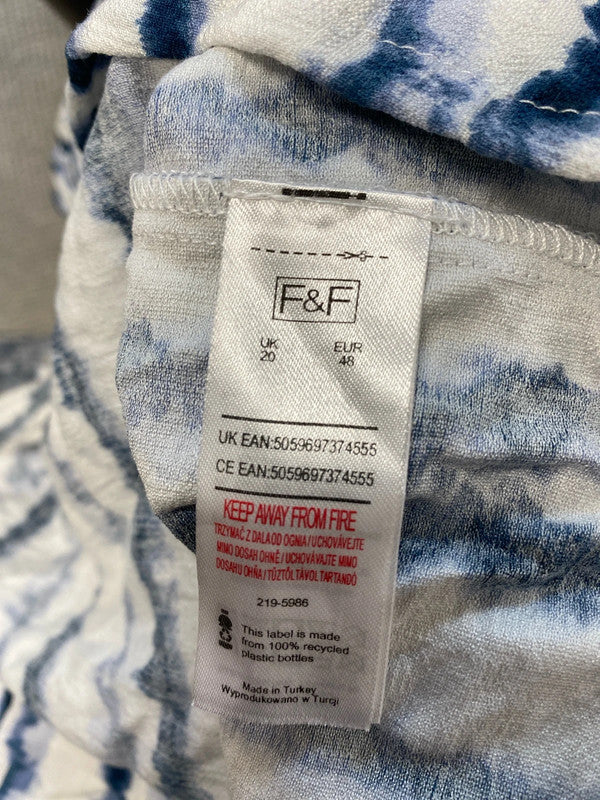 F&F
UK EUR
20 48
UK EAN:5059697374555
CE EAN:5059697374555
KEEP AWAY FROM FIRE
TRZYMAĆ Z DALA OD OGNIA / UCHOVÁVEJTE
MIMO DOSAH OHNĚ / UCHOVÁVAJTE MIMO
DOSAHU OHŇA / TŰZTŐL TÁVOL TARTANDÓ
219-5986
This label is made
from 100% recycled
plastic bottles
Made in Turkey
Wyprodukowano w Turcji